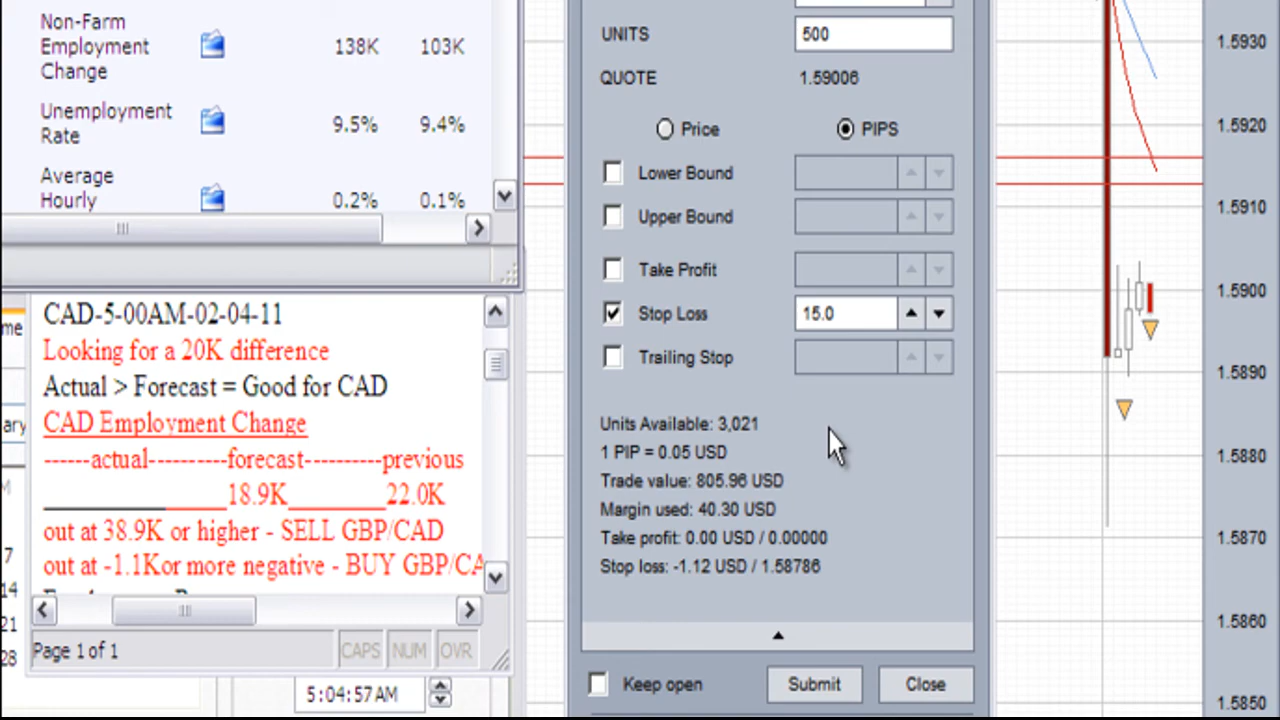 Non-Farm
Employment
Change
138K 103K
Unemployment
Rate
9.5% 9.4%
Average
Hourly
0.2% 0.1%
CAD-5-00AM-02-04-11
Looking for a 20K difference
Actual > Forecast = Good for CAD
CAD Employment Change
------actual----------forecast----------previous
__________18.9K_______22.0K
out at 38.9K or higher - SELL GBP/CAD
out at -1.1Kor more negative - BUY GBP/CA
Page 1 of 1
CAPS NUM OVR
5:04:57 AM
7
14
21
28
UNITS 500
QUOTE 1.59006
Price PIPS
Lower Bound
Upper Bound
Take Profit
Stop Loss 15.0
Trailing Stop
Units Available: 3,021
1 PIP = 0.05 USD
Trade value: 805.96 USD
Margin used: 40.30 USD
Take profit: 0.00 USD / 0.00000
Stop loss: -1.12 USD / 1.58786
Keep open Submit Close
1.5930
1.5920
1.5910
1.5900
1.5890
1.5880
1.5870
1.5860
1.5850